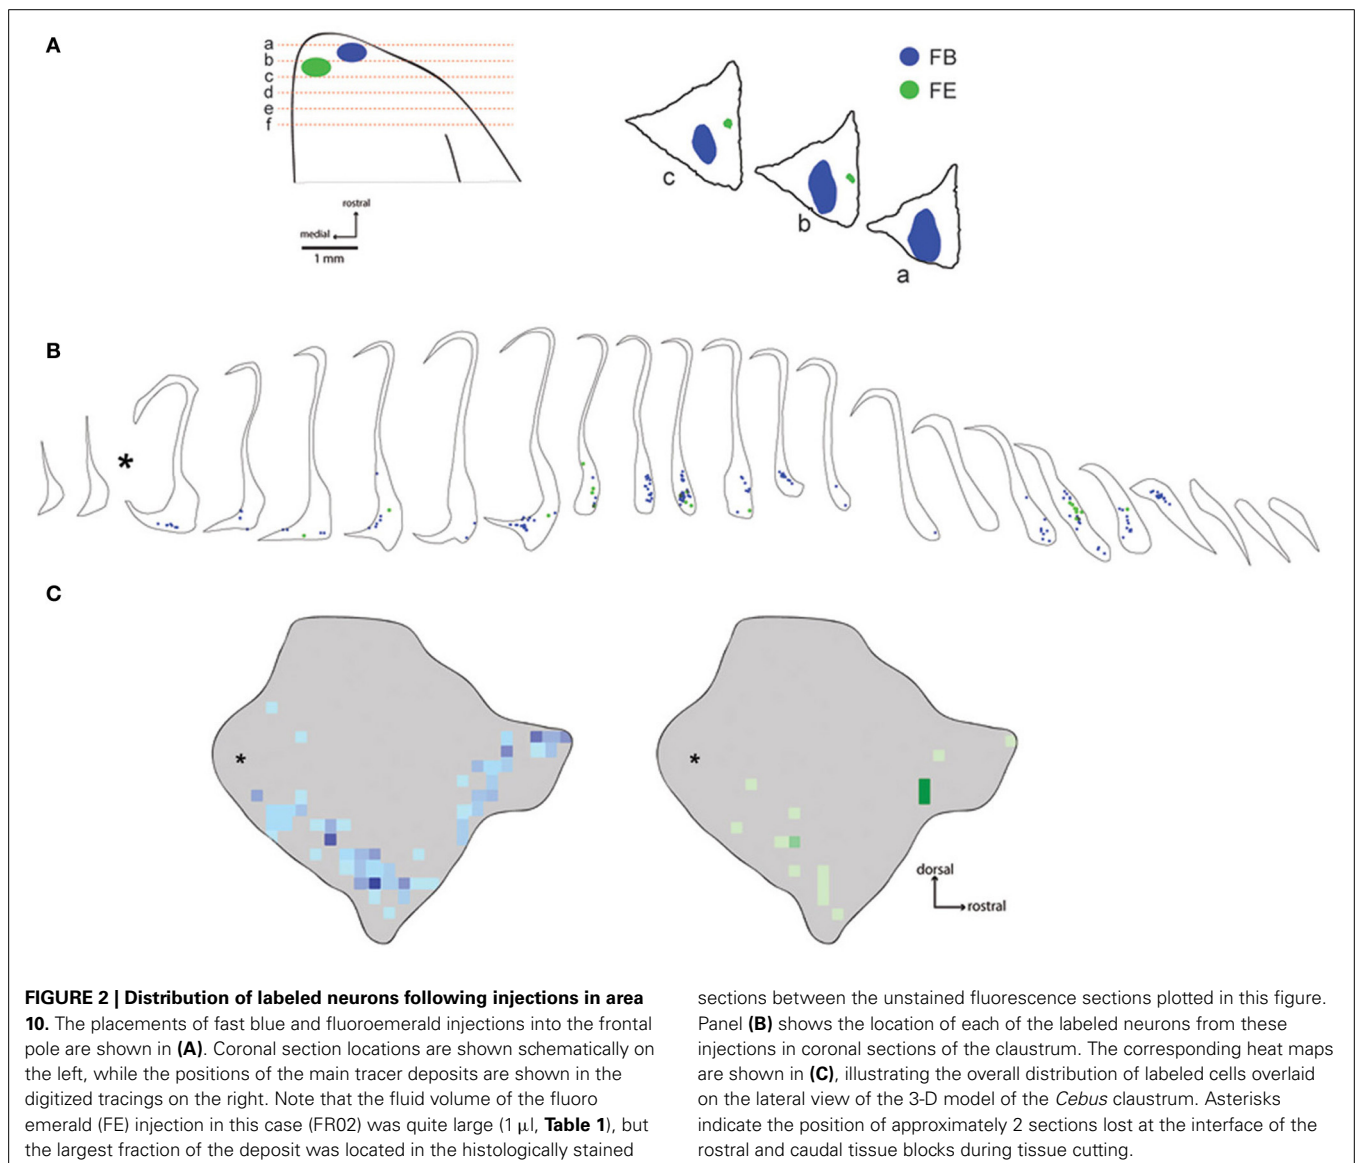 A
a
b
c
d
e
f
rostral
medial
1 mm
FB
FE
c
b
a
B
*
C
*
*
dorsal
rostral
FIGURE 2 | Distribution of labeled neurons following injections in area
10. The placements of fast blue and fluoroemerald injections into the frontal
pole are shown in (A). Coronal section locations are shown schematically on
the left, while the positions of the main tracer deposits are shown in the
digitized tracings on the right. Note that the fluid volume of the fluoro
emerald (FE) injection in this case (FR02) was quite large (1 μl, Table 1), but
the largest fraction of the deposit was located in the histologically stained
sections between the unstained fluorescence sections plotted in this figure.
Panel (B) shows the location of each of the labeled neurons from these
injections in coronal sections of the claustrum. The corresponding heat maps
are shown in (C), illustrating the overall distribution of labeled cells overlaid
on the lateral view of the 3-D model of the Cebus claustrum. Asterisks
indicate the position of approximately 2 sections lost at the interface of the
rostral and caudal tissue blocks during tissue cutting.